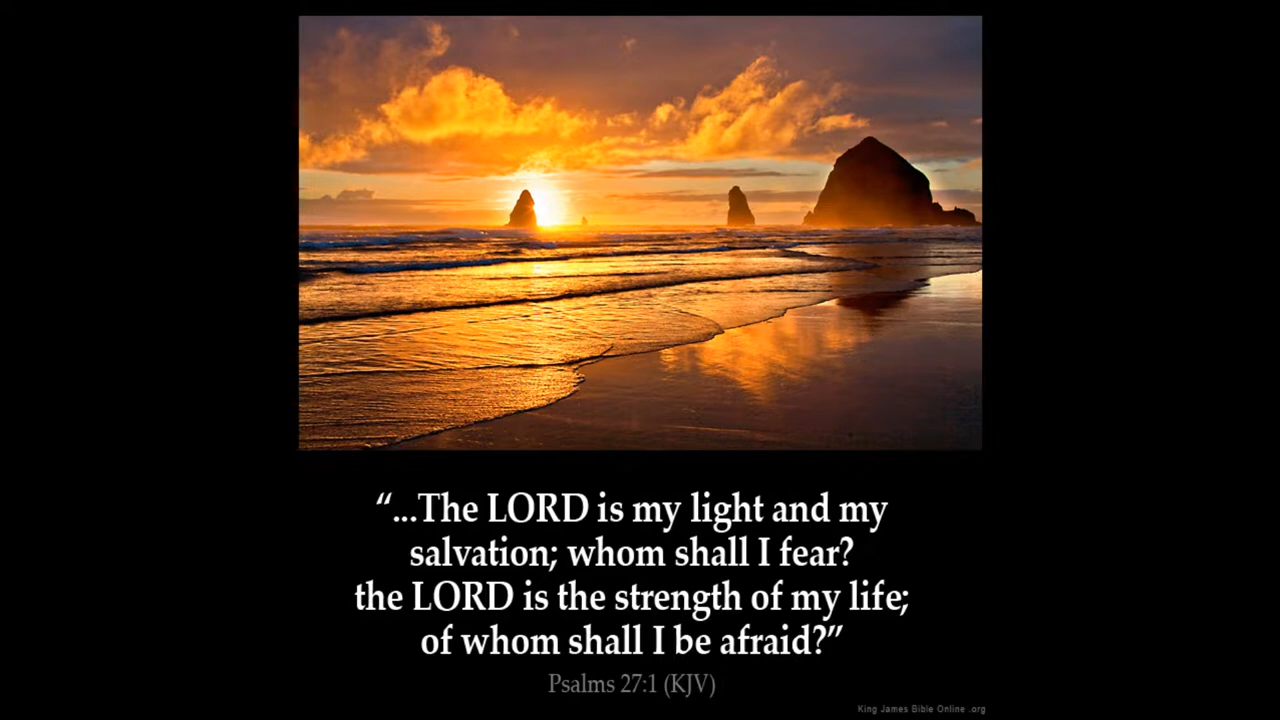 “...The LORD is my light and my
salvation; whom shall I fear?
the LORD is the strength of my life;
of whom shall I be afraid?”
Psalms 27:1 (KJV)
King James Bible Online .org